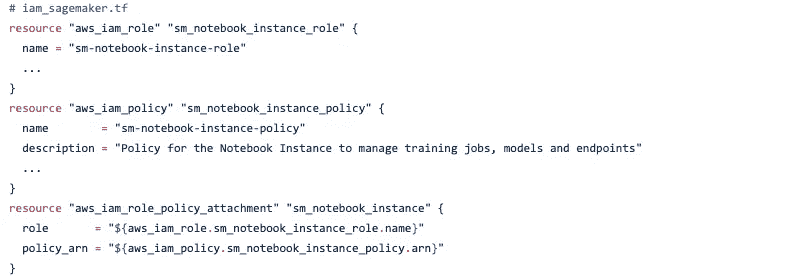 # iam_sagemaker.tf
resource "aws_iam_role" "sm_notebook_instance_role" {
  name = "sm-notebook-instance-role"
  ...
}
resource "aws_iam_policy" "sm_notebook_instance_policy" {
  name        = "sm-notebook-instance-policy"
  description = "Policy for the Notebook Instance to manage training jobs, models and endpoints"
  ...
}
resource "aws_iam_role_policy_attachment" "sm_notebook_instance" {
  role       = "${aws_iam_role.sm_notebook_instance_role.name}"
  policy_arn = "${aws_iam_policy.sm_notebook_instance_policy.arn}"
}